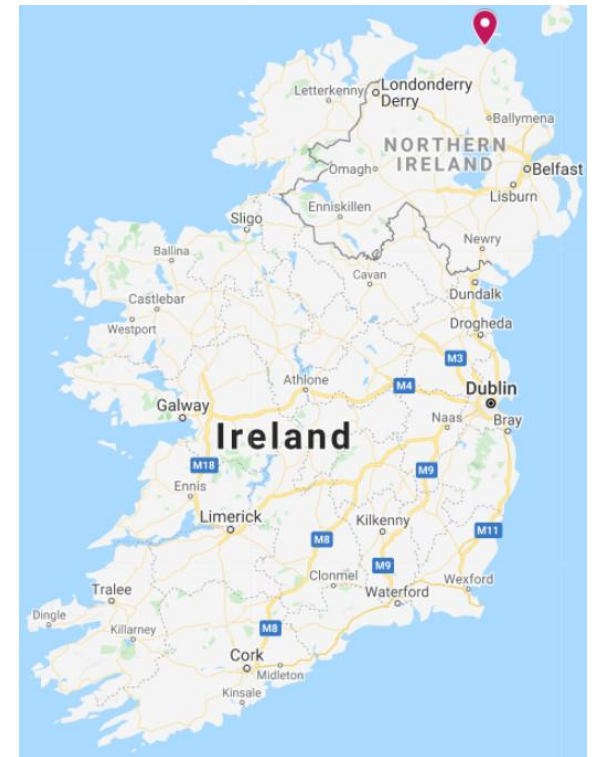 Letterkenny
Londonderry
Derry
Ballymena
NORTHERN
IRELAND
Omagh
Belfast
Lisburn
Enniskillen
Sligo
Newry
Ballina
Cavan
Dundalk
Castlebar
Westport
Drogheda
M3
Athlone
M4
Dublin
Galway
Naas
Bray
Ireland
M18
M9
Ennis
Limerick
Kilkenny
M11
M8
M9
Clonmel
Wexford
Tralee
Waterford
Dingle
Killarney
M8
Cork
Midleton
Kinsale